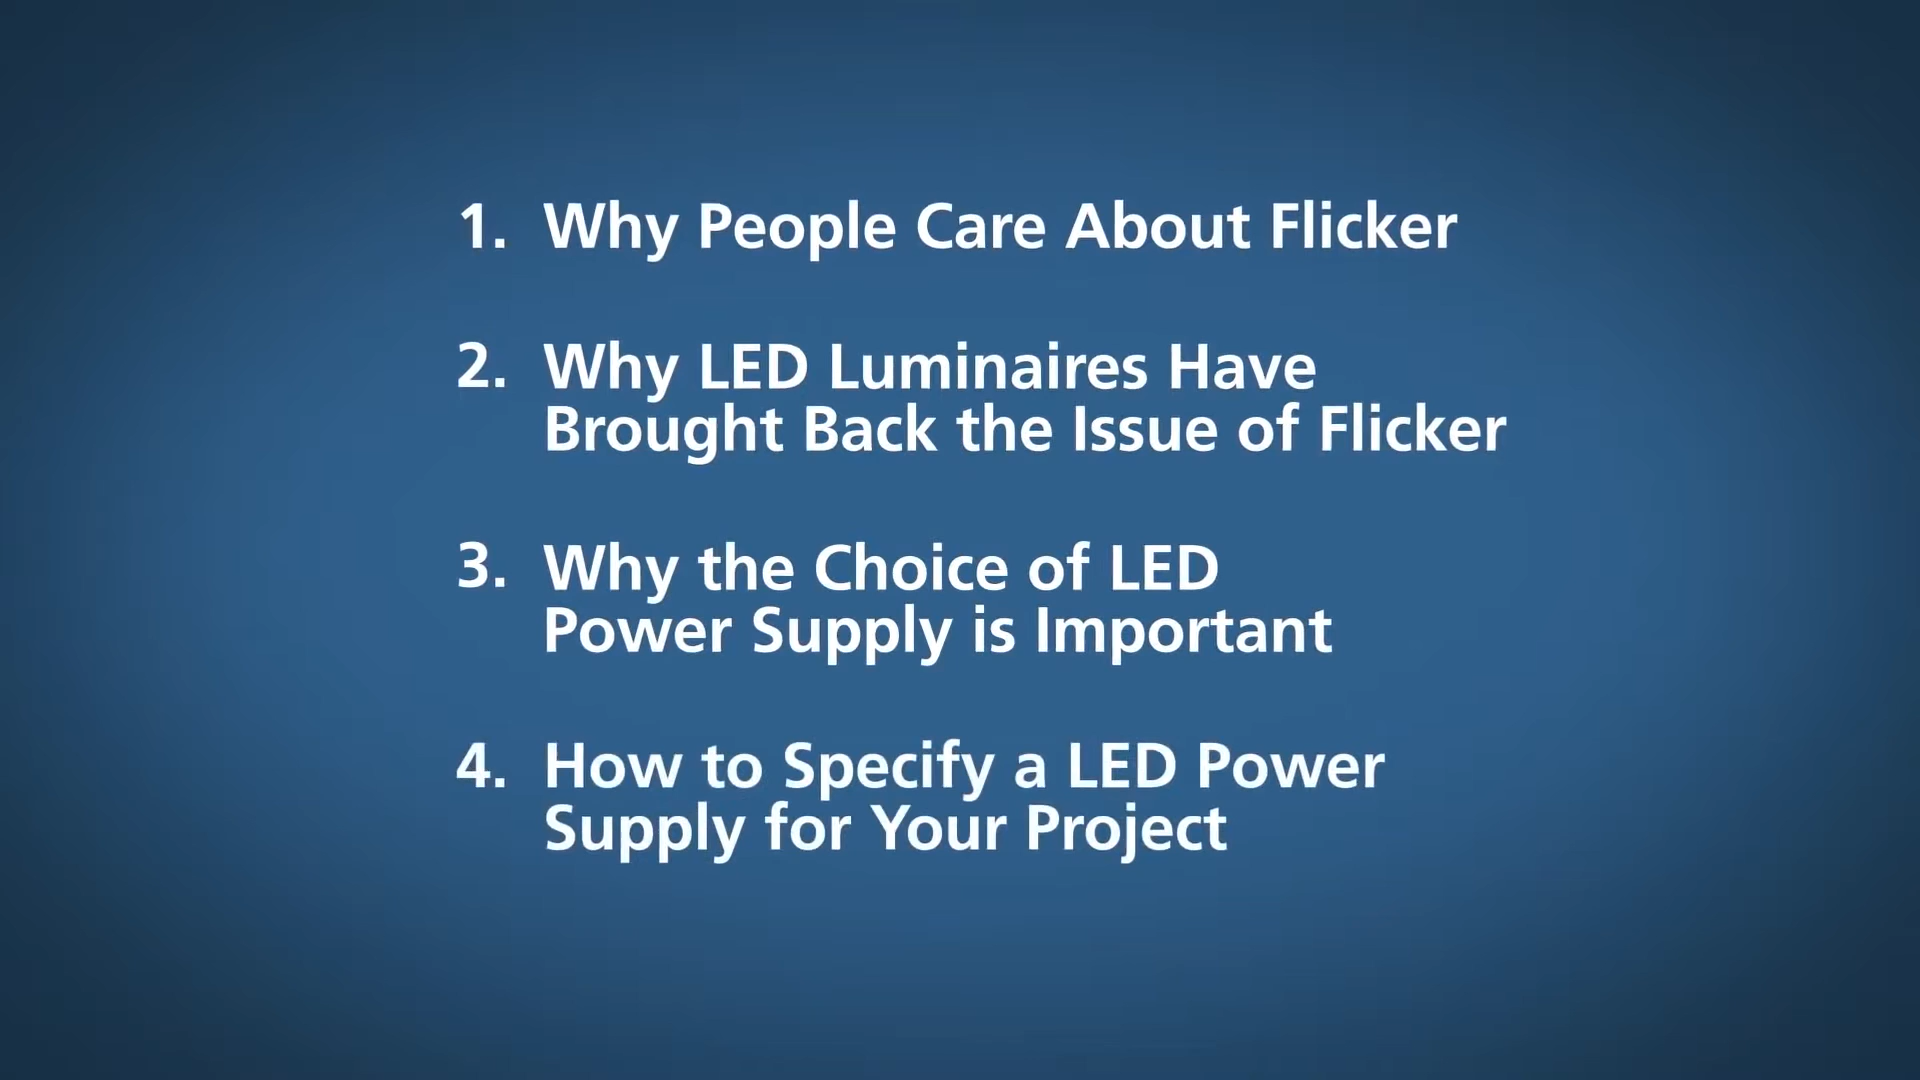 1. Why People Care About Flicker
2. Why LED Luminaires Have
Brought Back the Issue of Flicker
3. Why the Choice of LED
Power Supply is Important
4. How to Specify a LED Power
Supply for Your Project